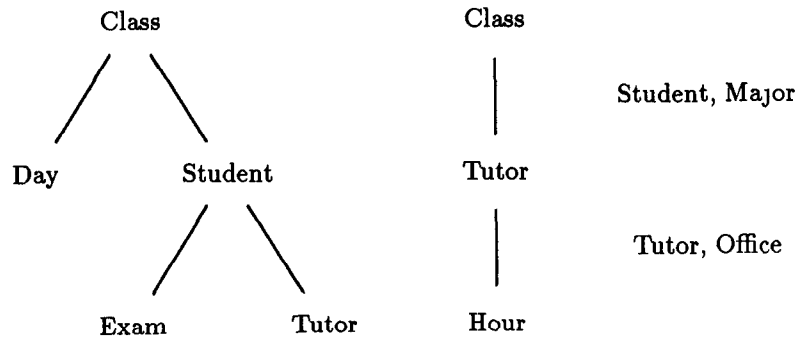 Class
Class
Student, Major
Day
Student
Tutor
Tutor, Office
Exam
Tutor
Hour